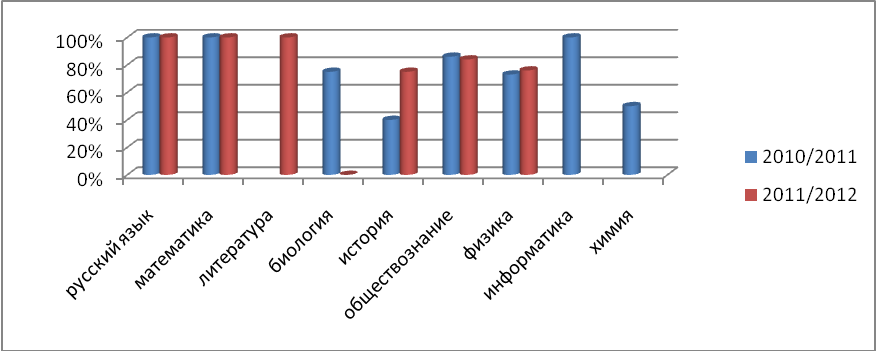 100%
80%
60%
40%
20%
0%
русский язык
математика
литература
биология
история
обществознание
физика
информатика
химия
2010/2011
2011/2012